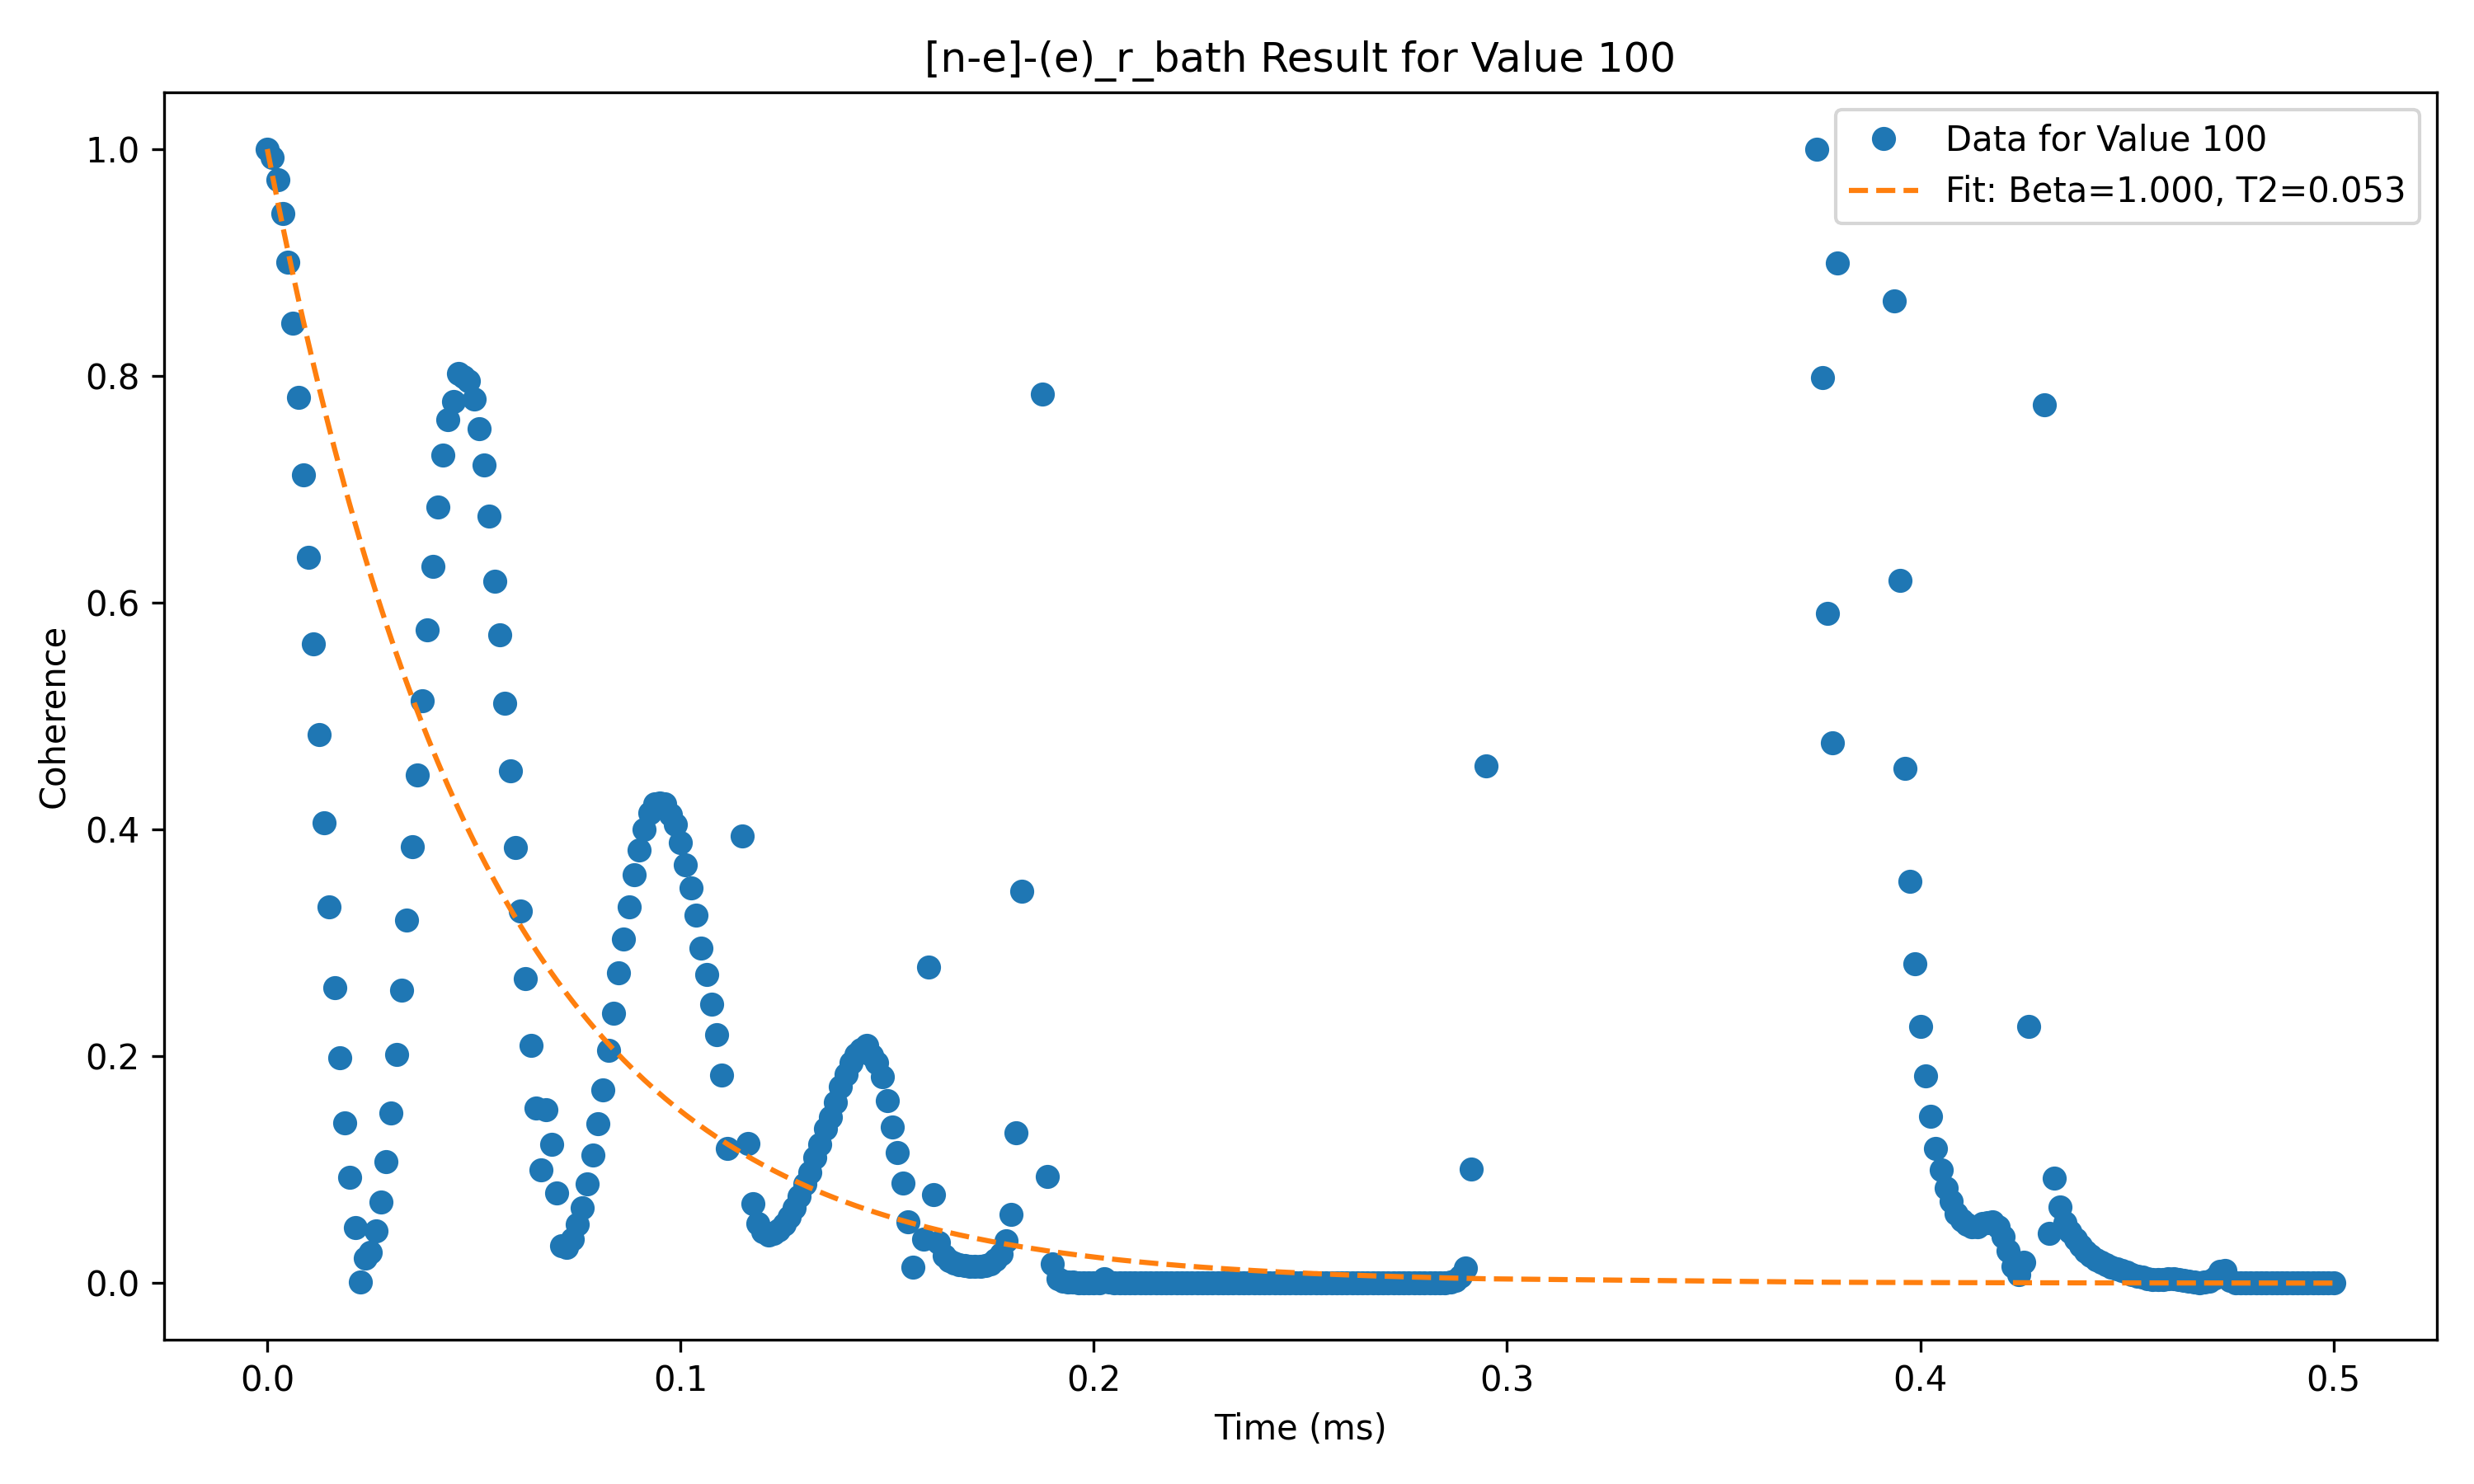 [n-e]-(e)_r_bath Result for Value 100
Data for Value 100
Fit: Beta=1.000, T2=0.053
Coherence
1.0
0.8
0.6
0.4
0.2
0.0
0.0 0.1 0.2 0.3 0.4 0.5
Time (ms)